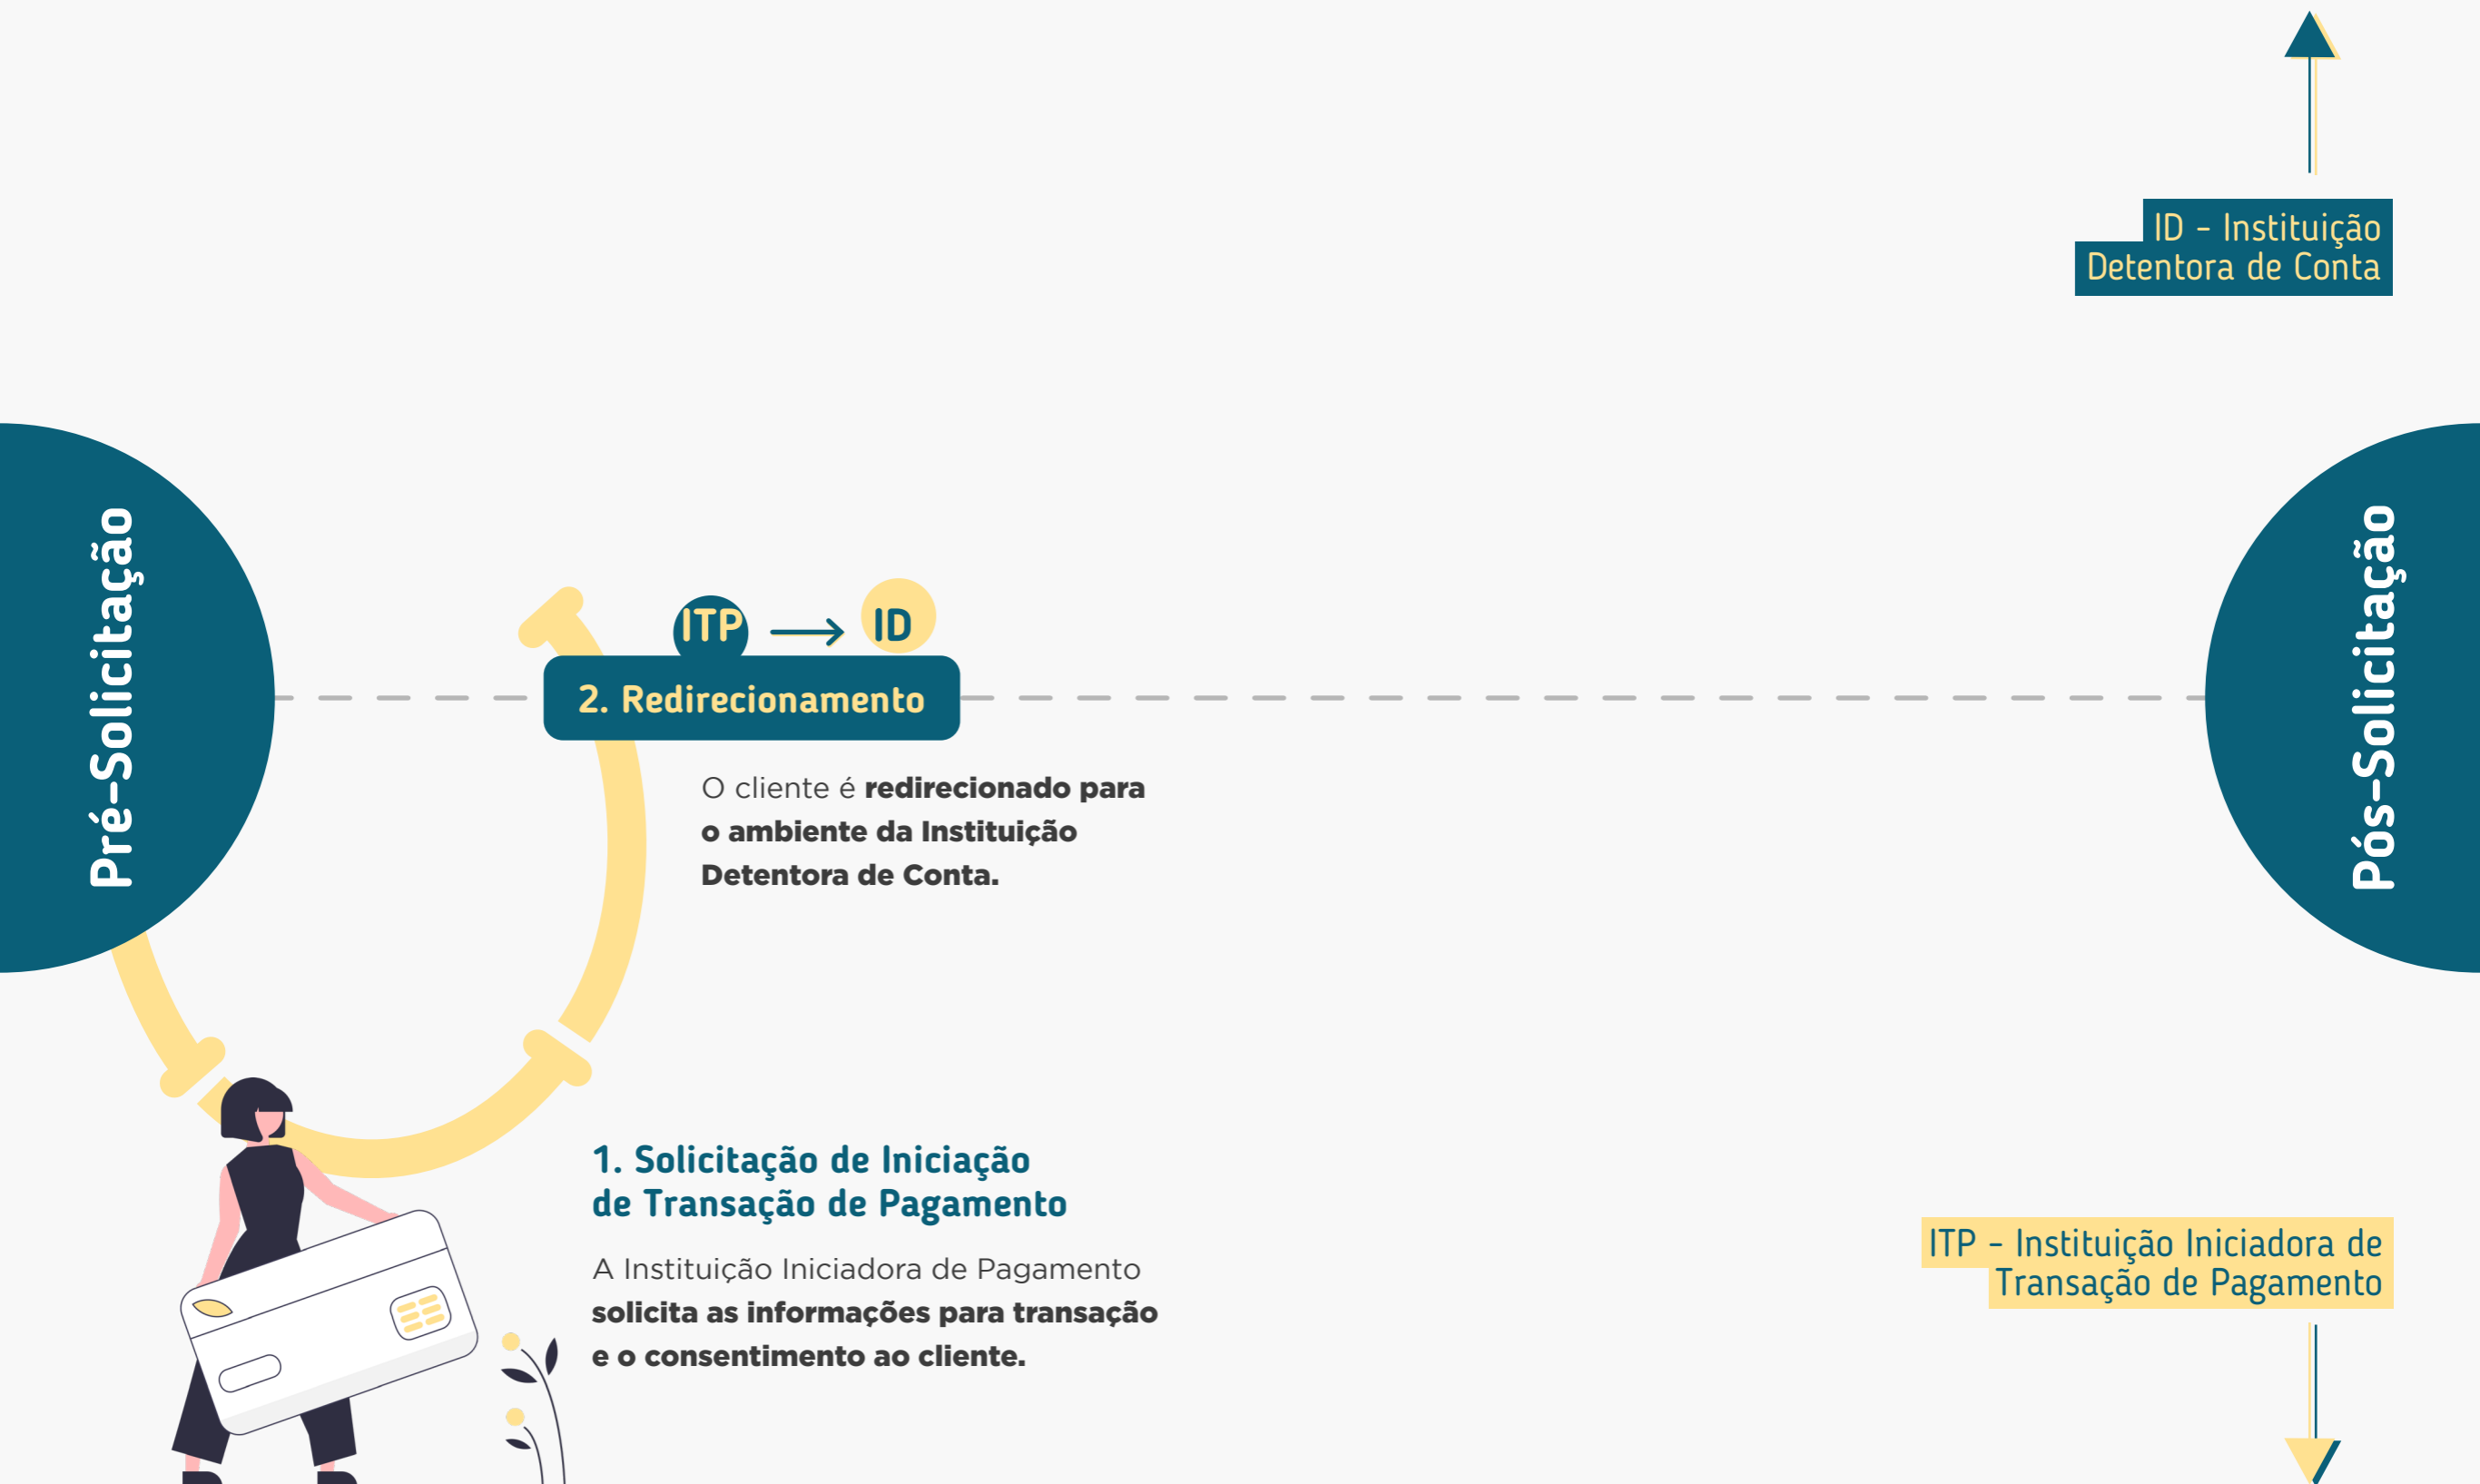 ID - Instituição
Detentora de Conta
Pré-Solicitação
Pós-Solicitação
ITP → ID
2. Redirecionamento
O cliente é redirecionado para
o ambiente da Instituição
Detentora de Conta.
1. Solicitação de Iniciação
de Transação de Pagamento
A Instituição Iniciadora de Pagamento
solicita as informações para transação
e o consentimento ao cliente.
ITP - Instituição Iniciadora de
Transação de Pagamento